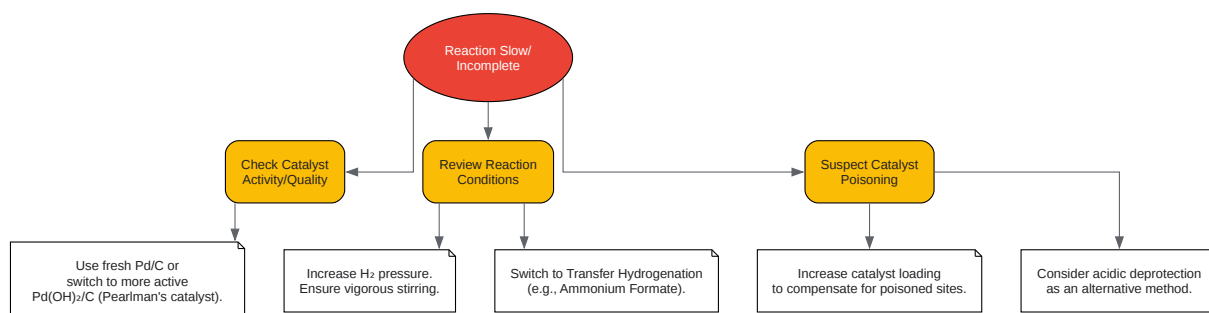 Reaction Slow/
Incomplete
Check Catalyst
Activity/Quality
Review Reaction
Conditions
Suspect Catalyst
Poisoning
Use fresh Pd/C or
switch to more active
Pd(OH)₂/C (Pearlman's catalyst).
Increase H₂ pressure.
Ensure vigorous stirring.
Switch to Transfer Hydrogenation
(e.g., Ammonium Formate).
Increase catalyst loading
to compensate for poisoned sites.
Consider acidic deprotection
as an alternative method.